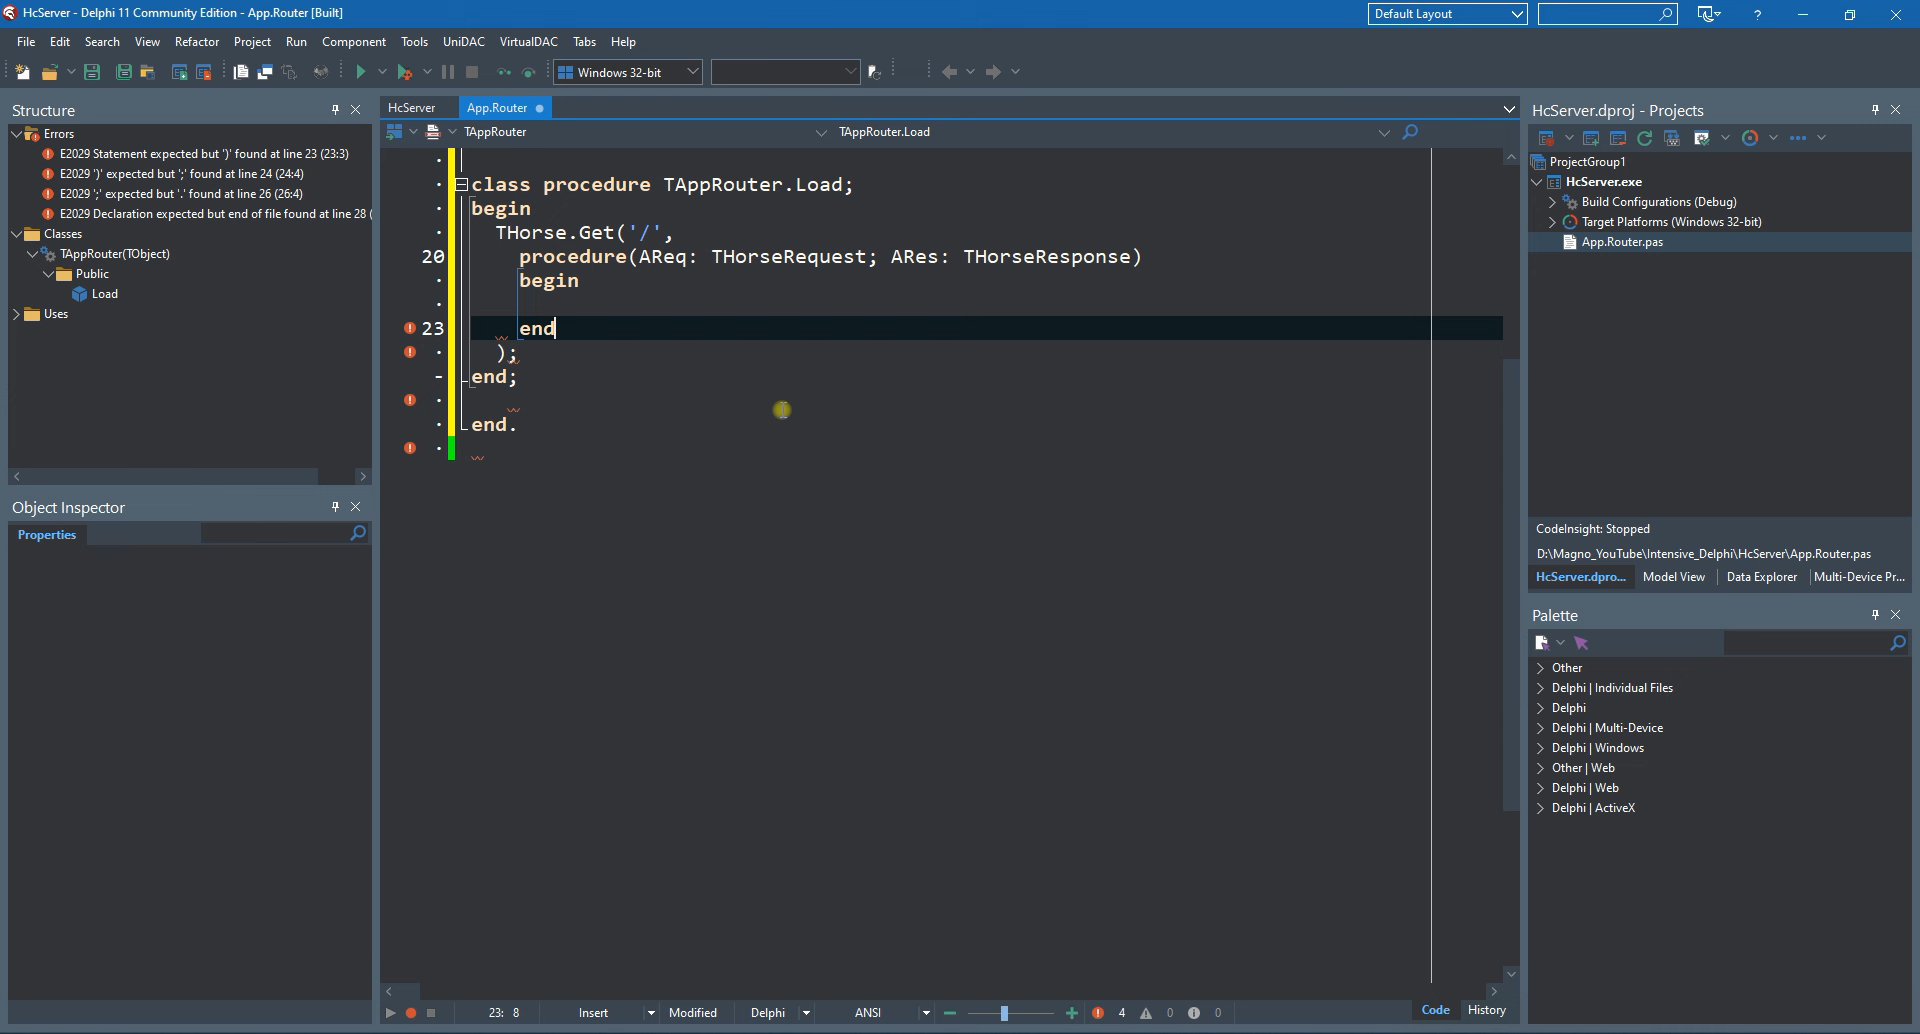 HcServer - Delphi 11 Community Edition - App.Router [Built]
Default Layout
?
File Edit Search View Refactor Project Run Component Tools UniDAC VirtualDAC Tabs Help
Windows 32-bit
Structure
Errors
E2029 Statement expected but ')' found at line 23 (23:3)
E2029 ')' expected but ';' found at line 24 (24:4)
E2029 ';' expected but '.' found at line 26 (26:4)
E2029 Declaration expected but end of file found at line 28 (
Classes
TAppRouter(TObject)
Public
Load
Uses
Object Inspector
Properties
HcServer App.Router
TAppRouter TAppRouter.Load
class procedure TAppRouter.Load;
begin
THorse.Get('/',
20 procedure(AReq: THorseRequest; ARes: THorseResponse)
begin
23 end
);
end;
end.
23: 8 Insert Modified Delphi ANSI 4 0 0 Code History
HcServer.dproj - Projects
ProjectGroup1
HcServer.exe
Build Configurations (Debug)
Target Platforms (Windows 32-bit)
App.Router.pas
CodeInsight: Stopped
D:\Magno_YouTube\Intensive_Delphi\HcServer\App.Router.pas
HcServer.dpro... Model View Data Explorer Multi-Device Pr...
Palette
Other
Delphi | Individual Files
Delphi
Delphi | Multi-Device
Delphi | Windows
Other | Web
Delphi | Web
Delphi | ActiveX